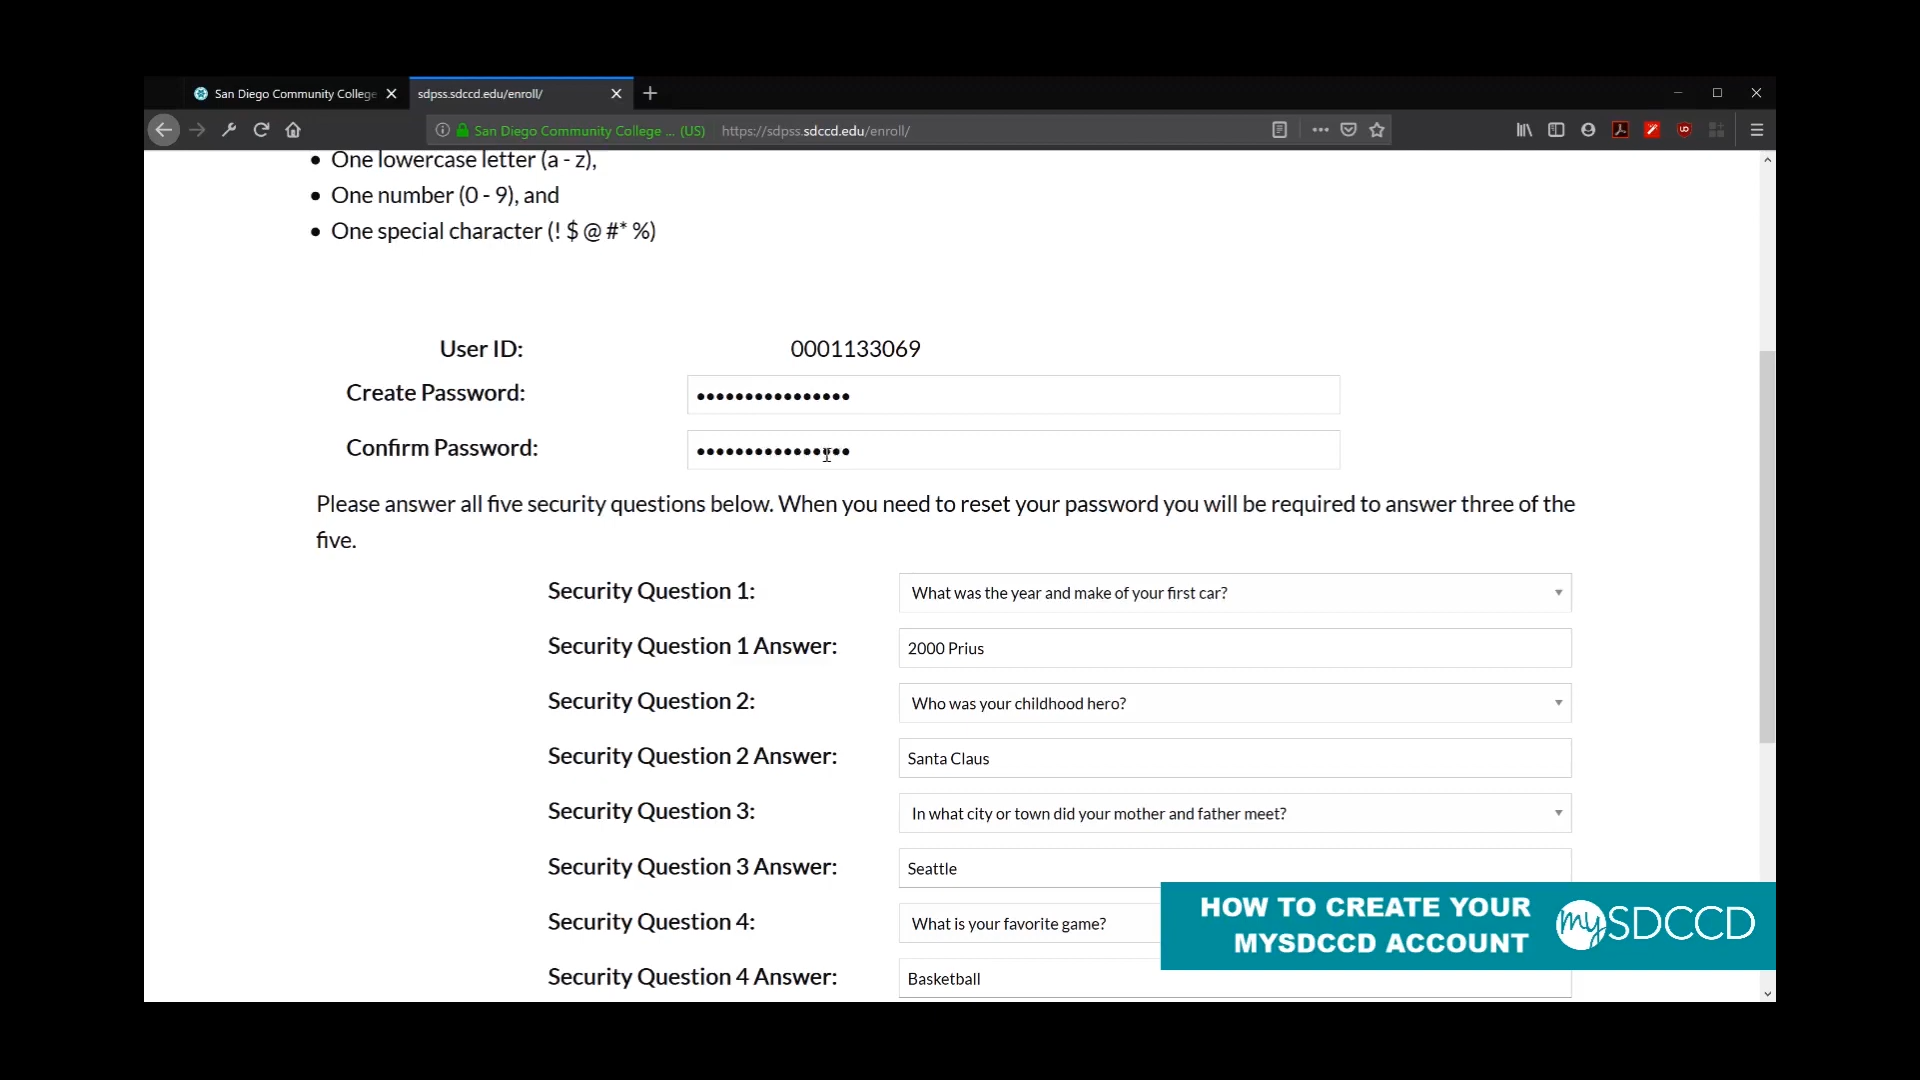 San Diego Community College
sdpss.sdccd.edu/enroll/
San Diego Community College ... (US)
https://sdpss.sdccd.edu/enroll/
• One lowercase letter (a - z),
• One number (0 - 9), and
• One special character (! $ @ #* %)
User ID: 0001133069
Create Password: ••••••••••••••••
Confirm Password: ••••••••••••••••
Please answer all five security questions below. When you need to reset your password you will be required to answer three of the
five.
Security Question 1: What was the year and make of your first car?
Security Question 1 Answer: 2000 Prius
Security Question 2: Who was your childhood hero?
Security Question 2 Answer: Santa Claus
Security Question 3: In what city or town did your mother and father meet?
Security Question 3 Answer: Seattle
Security Question 4: What is your favorite game?
Security Question 4 Answer: Basketball
HOW TO CREATE YOUR
MYSDCCD ACCOUNT
mySDCCD